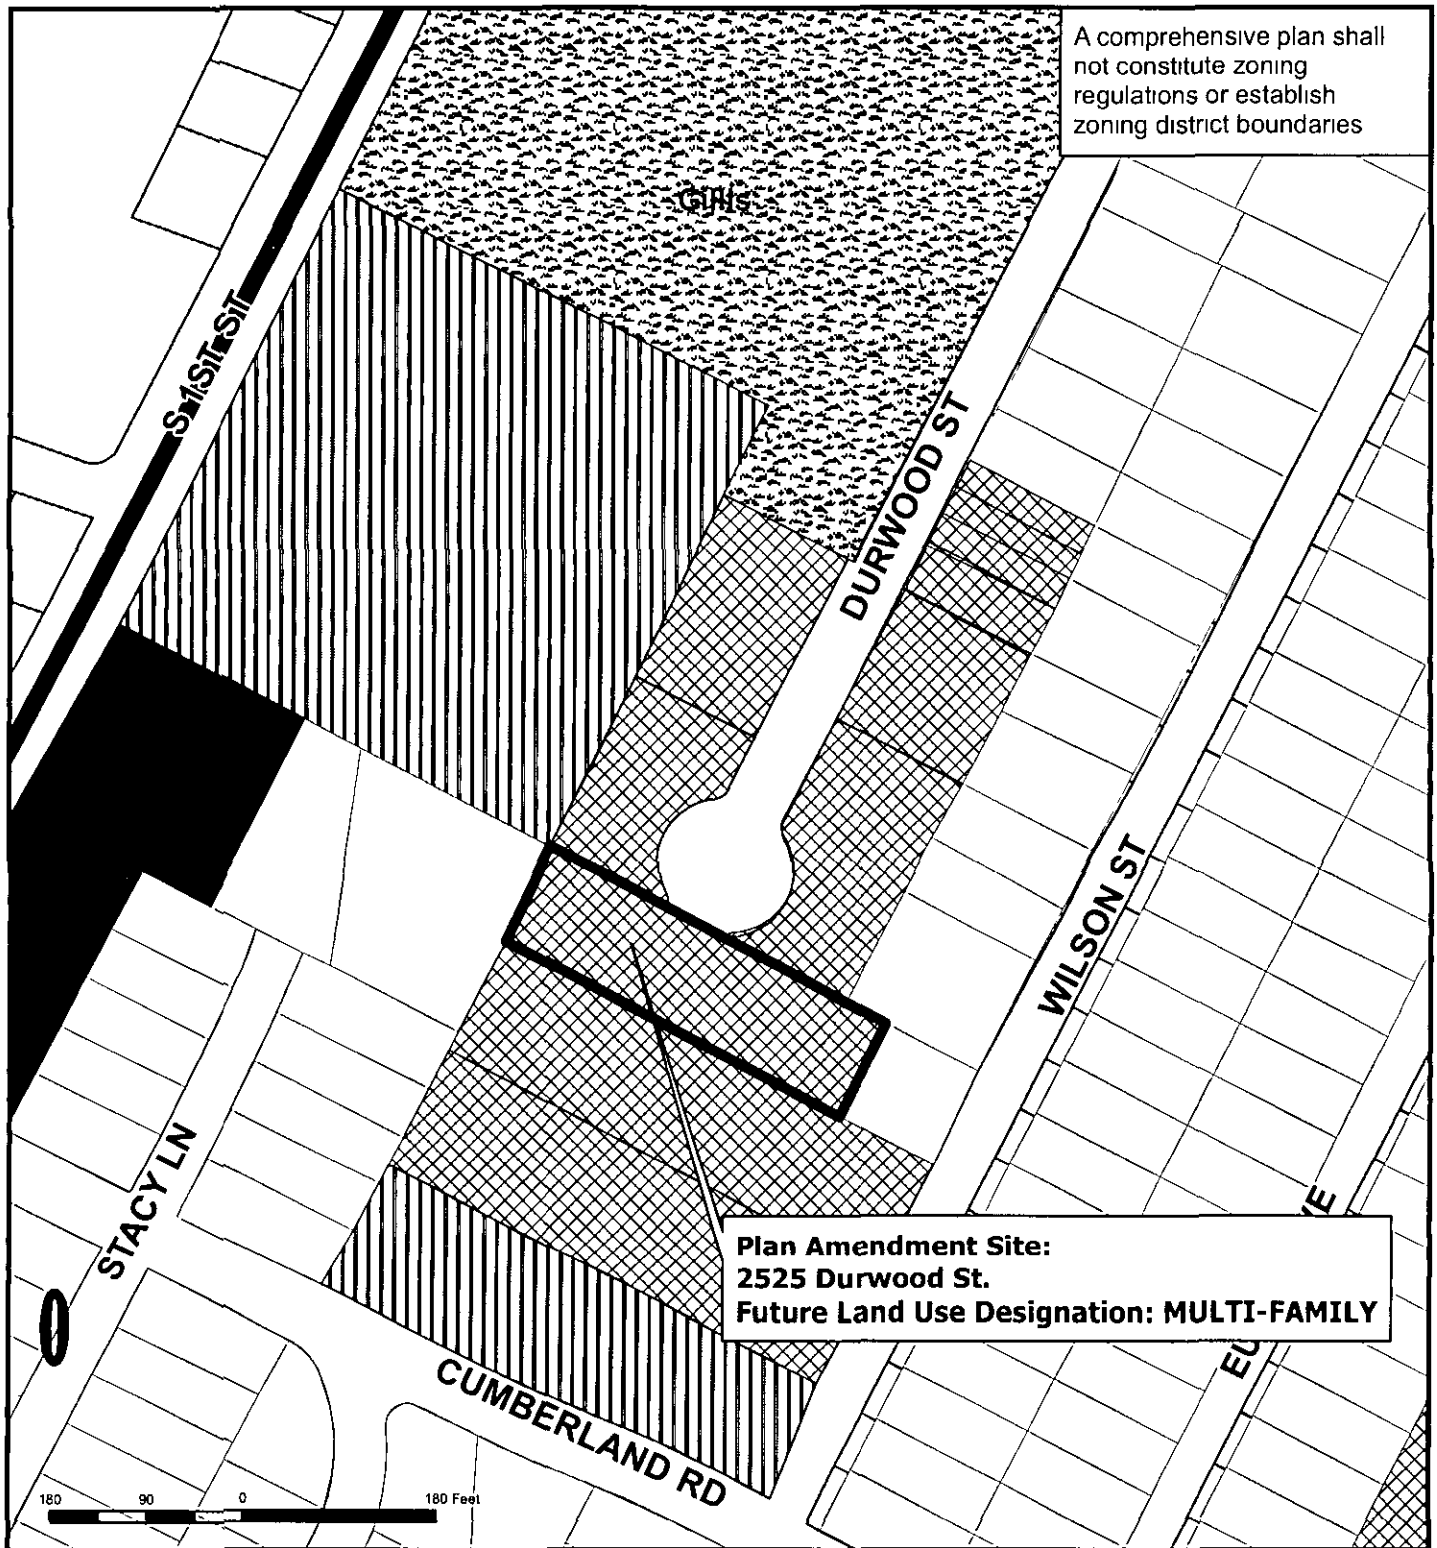 A comprehensive plan shall
not constitute zoning
regulations or establish
zoning district boundaries
Gillis
S 1ST ST
DURWOOD ST
WILSON ST
STACY LN
Plan Amendment Site:
2525 Durwood St.
Future Land Use Designation: MULTI-FAMILY
CUMBERLAND RD
180 90 0 180 Feet